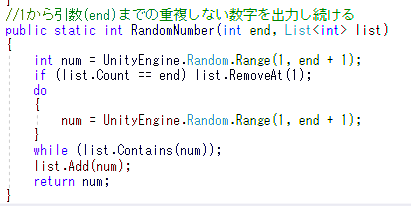 //1から引数(end)までの重複しない数字を出力し続ける
public static int RandomNumber(int end, List<int> list)
{
int num = UnityEngine.Random.Range(1, end + 1);
if (list.Count == end) list.RemoveAt(1);
do
{
num = UnityEngine.Random.Range(1, end + 1);
}
while (list.Contains(num));
list.Add(num);
return num;
}